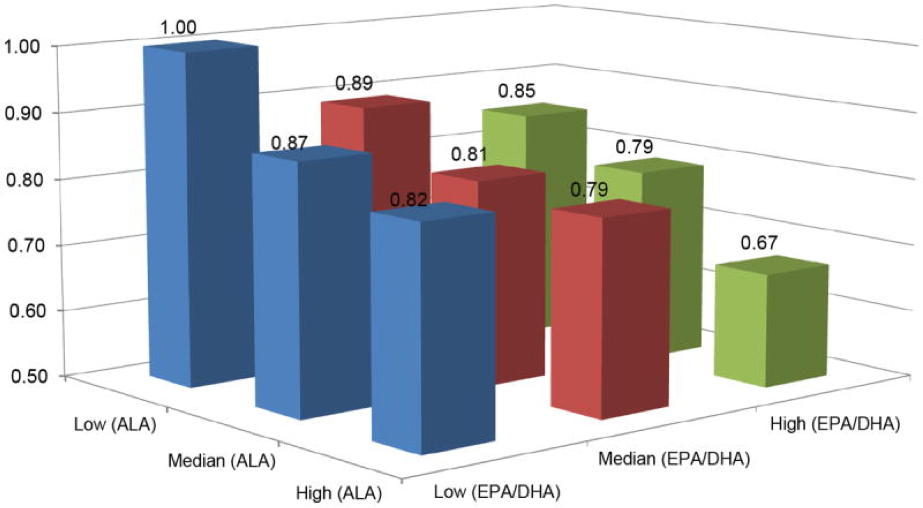 1.00
1.00
0.90
0.89
0.85
0.87
0.81
0.79
0.80
0.82
0.79
0.70
0.67
0.60
0.50
Low (ALA)
Median (ALA)
High (ALA)
Low (EPA/DHA)
Median (EPA/DHA)
High (EPA/DHA)